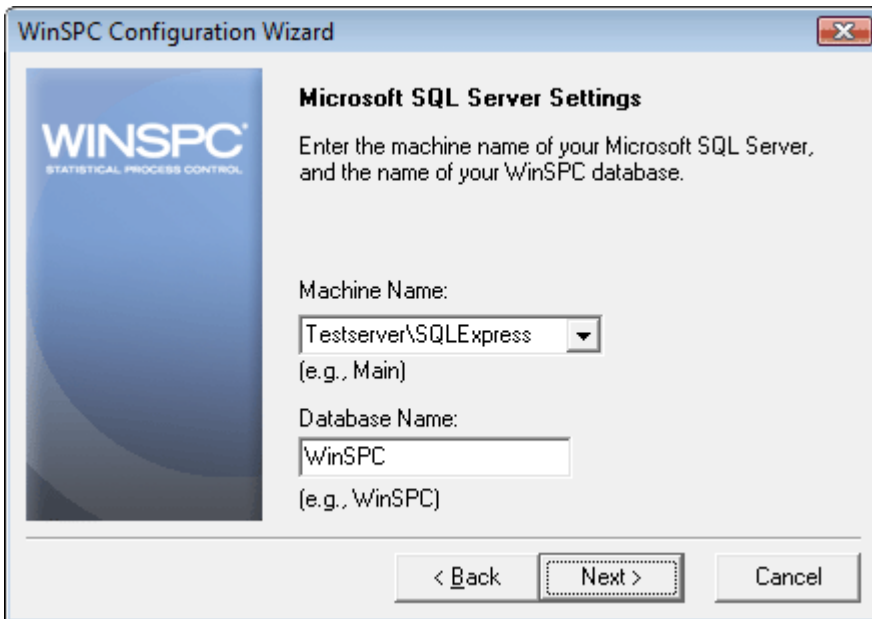 WinSPC Configuration Wizard
WINSPC®
STATISTICAL PROCESS CONTROL
Microsoft SQL Server Settings
Enter the machine name of your Microsoft SQL Server,
and the name of your WinSPC database.
Machine Name:
Testserver\SQLExpress
(e.g., Main)
Database Name:
WinSPC
(e.g., WinSPC)
< Back
Next >
Cancel